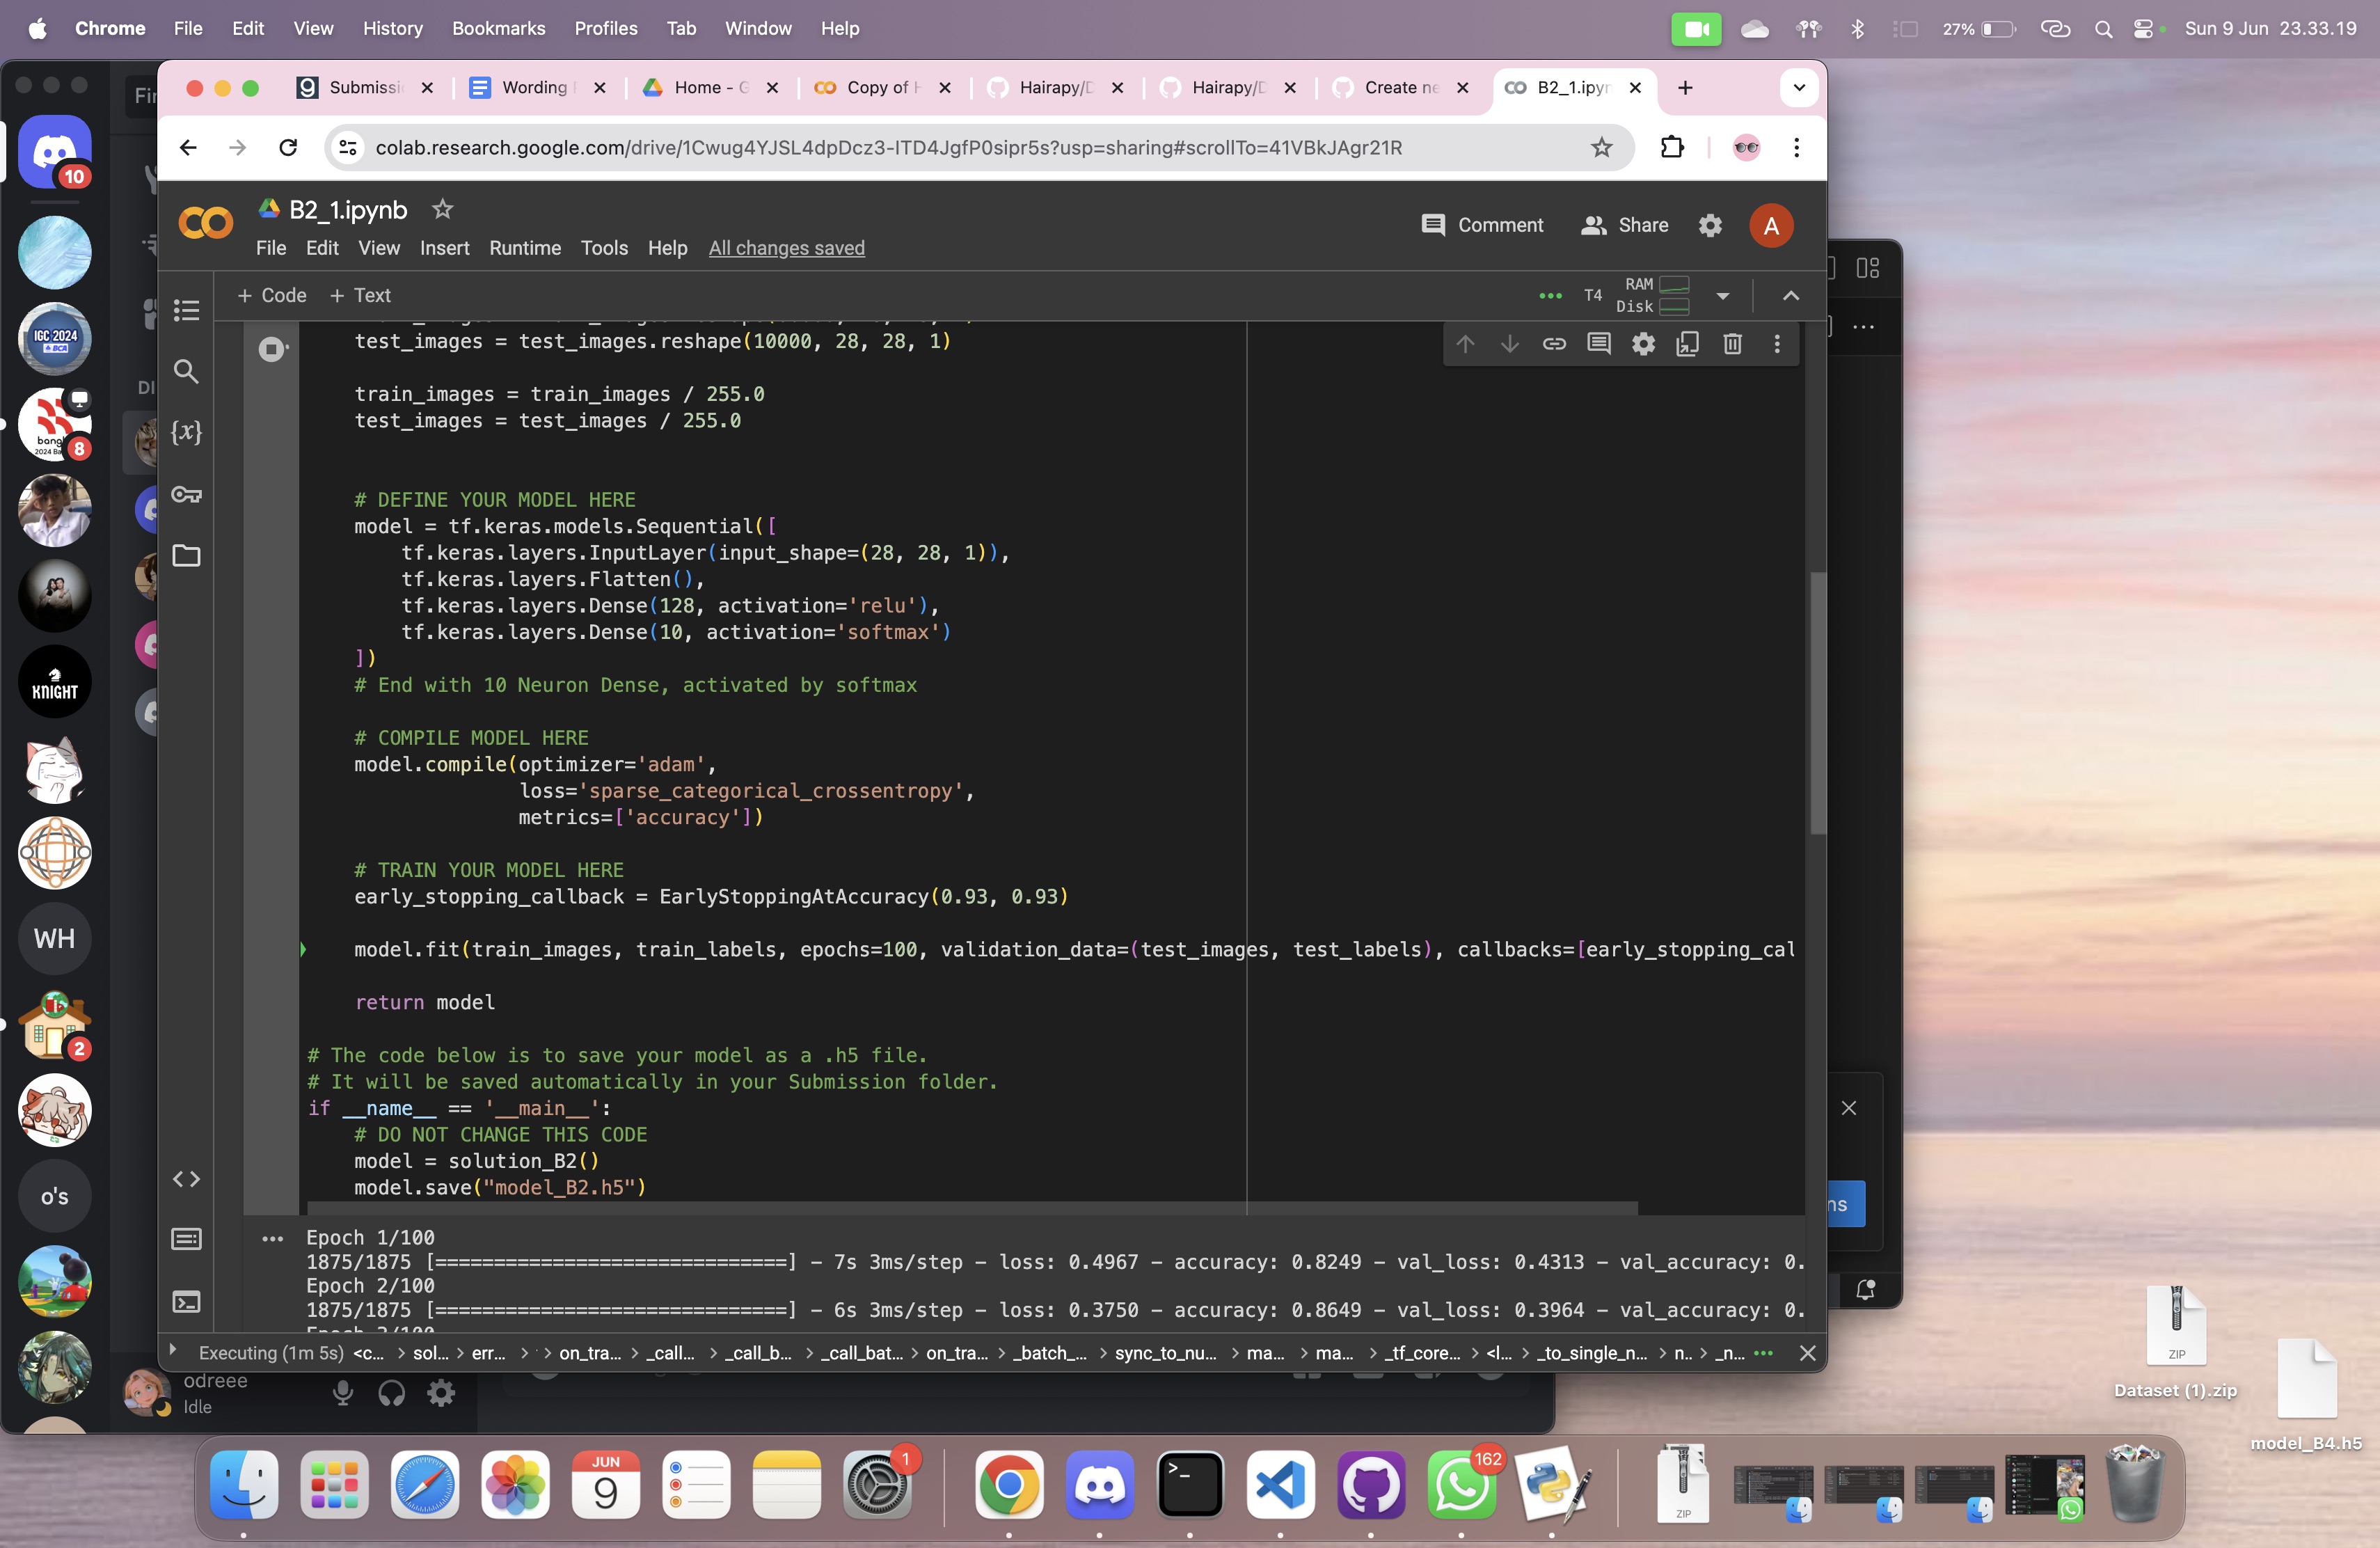 Chrome File Edit View History Bookmarks Profiles Tab Window Help
27% Sun 9 Jun 23.33.19
Submissi Wording Home - G Copy of H Hairapy/D Hairapy/D Create ne B2_1.ipyn
colab.research.google.com/drive/1Cwug4YJSL4dpDcz3-ITD4JgfP0sipr5s?usp=sharing#scrollTo=41VBkJAgr21R
B2_1.ipynb
Comment Share A
File Edit View Insert Runtime Tools Help All changes saved
+ Code + Text
T4 RAM
Disk
test_images = test_images.reshape(10000, 28, 28, 1)
train_images = train_images / 255.0
test_images = test_images / 255.0
# DEFINE YOUR MODEL HERE
model = tf.keras.models.Sequential([
tf.keras.layers.InputLayer(input_shape=(28, 28, 1)),
tf.keras.layers.Flatten(),
tf.keras.layers.Dense(128, activation='relu'),
tf.keras.layers.Dense(10, activation='softmax')
])
# End with 10 Neuron Dense, activated by softmax
# COMPILE MODEL HERE
model.compile(optimizer='adam',
loss='sparse_categorical_crossentropy',
metrics=['accuracy'])
# TRAIN YOUR MODEL HERE
early_stopping_callback = EarlyStoppingAtAccuracy(0.93, 0.93)
model.fit(train_images, train_labels, epochs=100, validation_data=(test_images, test_labels), callbacks=[early_stopping_cal
return model
# The code below is to save your model as a .h5 file.
# It will be saved automatically in your Submission folder.
if __name__ == '__main__':
# DO NOT CHANGE THIS CODE
model = solution_B2()
model.save("model_B2.h5")
Epoch 1/100
1875/1875 [==============================] - 7s 3ms/step - loss: 0.4967 - accuracy: 0.8249 - val_loss: 0.4313 - val_accuracy: 0.
Epoch 2/100
1875/1875 [==============================] - 6s 3ms/step - loss: 0.3750 - accuracy: 0.8649 - val_loss: 0.3964 - val_accuracy: 0.
Executing (1m 5s) <c... > sol... > err... > > on_tra... > _call... > _call_b... > _call_bat... > on_tra... > _batch_... > sync_to_nu... > ma... > ma... > _tf_core... > <l... > _to_single_n... > n.. > _n...
Fir
DI
10
IGC 2024
BCA
8
KNIGHT
WH
2
o's
odreee
Idle
ns
ZIP
Dataset (1).zip
model_B4.h5
JUN
9
1
162
ZIP